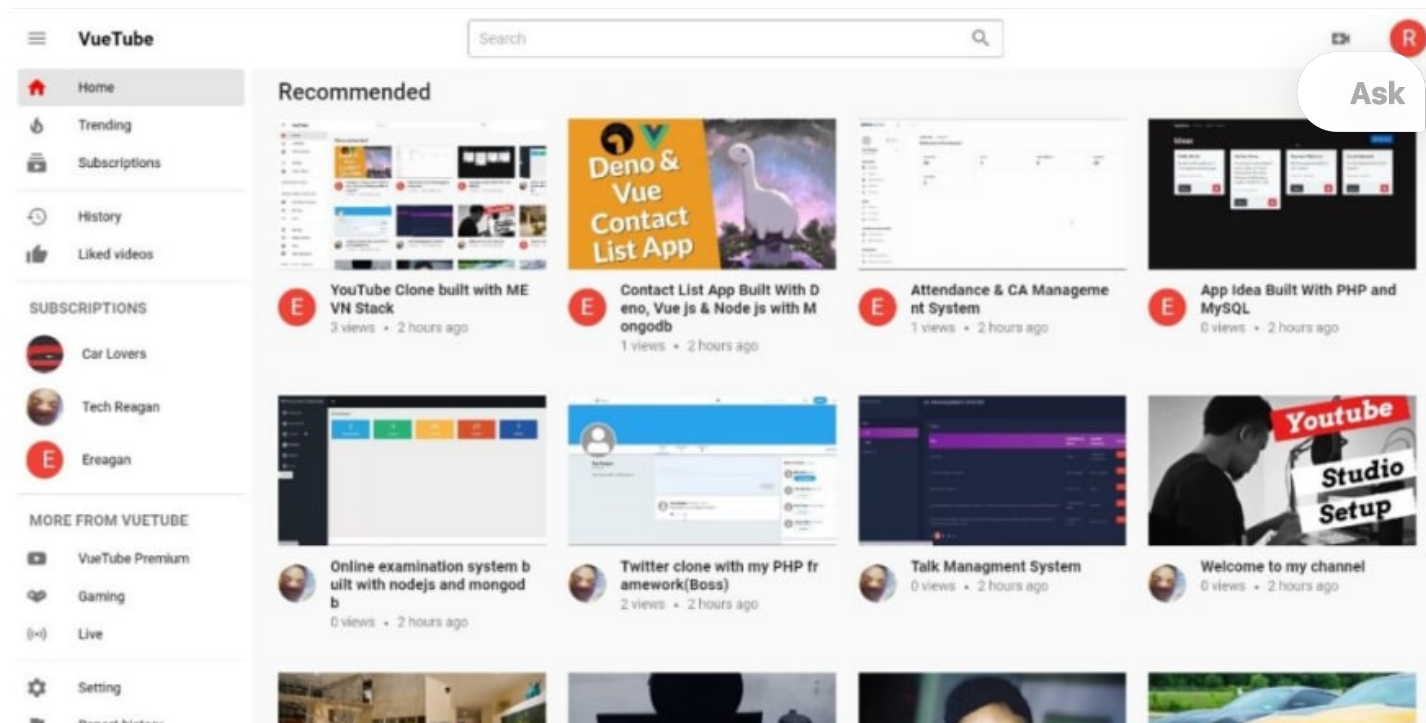 VueTube
Search
R
Ask
Home
Trending
Subscriptions
History
Liked videos
SUBSCRIPTIONS
Car Lovers
Tech Reagan
E
Ereagan
MORE FROM VUETUBE
VueTube Premium
Gaming
Live
Setting
Report history
Recommended
Deno &
Vue
Contact
List App
Ideas
E
YouTube Clone built with ME
VN Stack
3 views • 2 hours ago
E
Contact List App Built With D
eno, Vue js & Node js with M
ongodb
1 views • 2 hours ago
E
Attendance & CA Manageme
nt System
1 views • 2 hours ago
E
App Idea Built With PHP and
MySQL
0 views • 2 hours ago
Youtube
Studio
Setup
Online examination system b
uilt with nodejs and mongod
b
0 views • 2 hours ago
Twitter clone with my PHP fr
amework(Boss)
2 views • 2 hours ago
Talk Managment System
0 views • 2 hours ago
Welcome to my channel
0 views • 2 hours ago